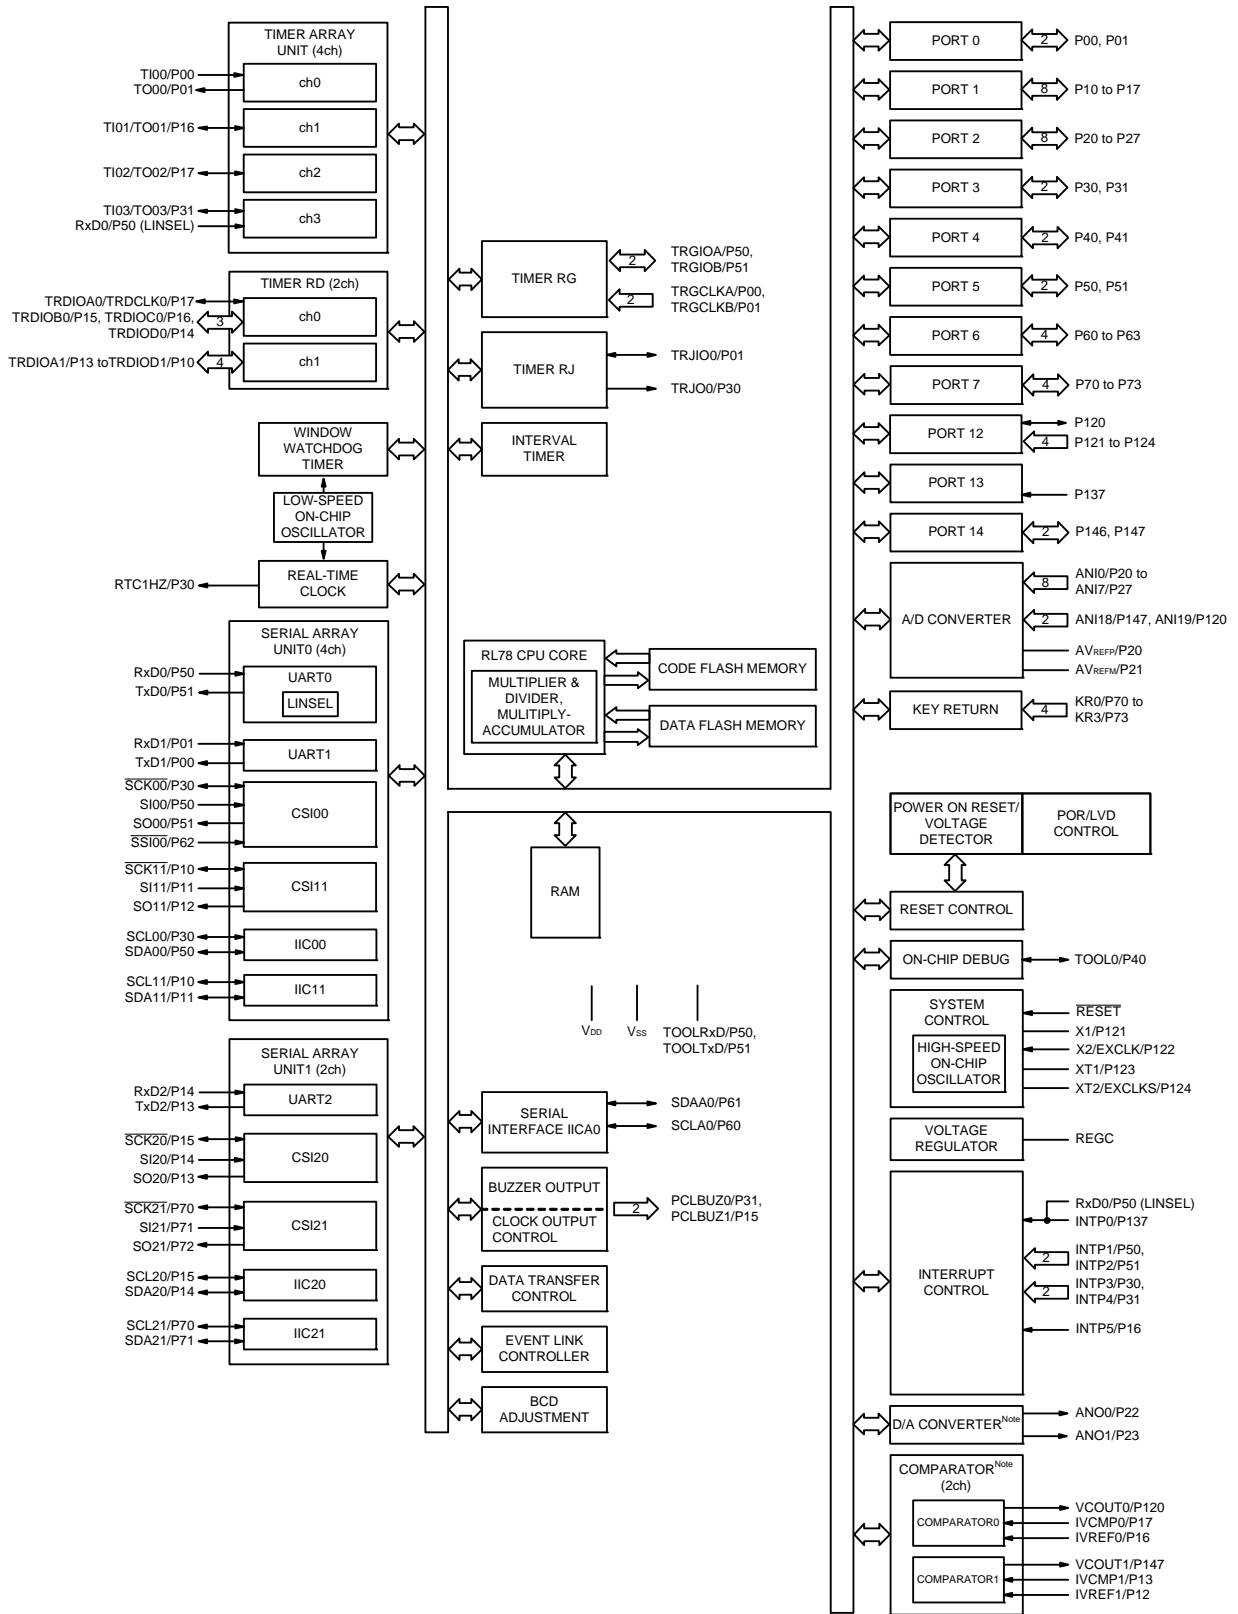 TIMER ARRAY
UNIT (4ch)
TI00/P00
TO00/P01
ch0
TI01/TO01/P16
ch1
TI02/TO02/P17
ch2
TI03/TO03/P31
RxD0/P50 (LINSEL)
ch3
TIMER RD (2ch)
TRDIOA0/TRDCLK0/P17
TRDIOB0/P15, TRDIOC0/P16,
TRDIOD0/P14
3
ch0
TRDIOA1/P13 toTRDIOD1/P10
4
ch1
WINDOW
WATCHDOG
TIMER
LOW-SPEED
ON-CHIP
OSCILLATOR
RTC1HZ/P30
REAL-TIME
CLOCK
SERIAL ARRAY
UNIT0 (4ch)
RxD0/P50
TxD0/P51
UART0
LINSEL
RxD1/P01
TxD1/P00
UART1
SCK00/P30
SI00/P50
SO00/P51
SSI00/P62
CSI00
SCK11/P10
SI11/P11
SO11/P12
CSI11
SCL00/P30
SDA00/P50
IIC00
SCL11/P10
SDA11/P11
IIC11
SERIAL ARRAY
UNIT1 (2ch)
RxD2/P14
TxD2/P13
UART2
SCK20/P15
SI20/P14
SO20/P13
CSI20
SCK21/P70
SI21/P71
SO21/P72
CSI21
SCL20/P15
SDA20/P14
IIC20
SCL21/P70
SDA21/P71
IIC21
TIMER RG
2
TRGIOA/P50,
TRGIOB/P51
2
TRGCLKA/P00,
TRGCLKB/P01
TIMER RJ
TRJIO0/P01
TRJO0/P30
INTERVAL
TIMER
RL78 CPU CORE
MULTIPLIER &
DIVIDER,
MULITIPLY-
ACCUMULATOR
CODE FLASH MEMORY
DATA FLASH MEMORY
RAM
VDD
VSS
TOOLRxD/P50,
TOOLTxD/P51
SERIAL
INTERFACE IICA0
SDAA0/P61
SCLA0/P60
BUZZER OUTPUT
CLOCK OUTPUT
CONTROL
2
PCLBUZ0/P31,
PCLBUZ1/P15
DATA TRANSFER
CONTROL
EVENT LINK
CONTROLLER
BCD
ADJUSTMENT
PORT 0
2
P00, P01
PORT 1
8
P10 to P17
PORT 2
8
P20 to P27
PORT 3
2
P30, P31
PORT 4
2
P40, P41
PORT 5
2
P50, P51
PORT 6
4
P60 to P63
PORT 7
4
P70 to P73
PORT 12
P120
4
P121 to P124
PORT 13
P137
PORT 14
2
P146, P147
A/D CONVERTER
8
ANI0/P20 to
ANI7/P27
2
ANI18/P147, ANI19/P120
AVREFP/P20
AVREFM/P21
KEY RETURN
4
KR0/P70 to
KR3/P73
POWER ON RESET/
VOLTAGE
DETECTOR
POR/LVD
CONTROL
RESET CONTROL
ON-CHIP DEBUG
TOOL0/P40
SYSTEM
CONTROL
HIGH-SPEED
ON-CHIP
OSCILLATOR
RESET
X1/P121
X2/EXCLK/P122
XT1/P123
XT2/EXCLKS/P124
VOLTAGE
REGULATOR
REGC
INTERRUPT
CONTROL
RxD0/P50 (LINSEL)
INTP0/P137
2
INTP1/P50,
INTP2/P51
2
INTP3/P30,
INTP4/P31
INTP5/P16
D/A CONVERTERNote
ANO0/P22
ANO1/P23
COMPARATORNote
(2ch)
COMPARATOR0
VCOUT0/P120
IVCMP0/P17
IVREF0/P16
COMPARATOR1
VCOUT1/P147
IVCMP1/P13
IVREF1/P12